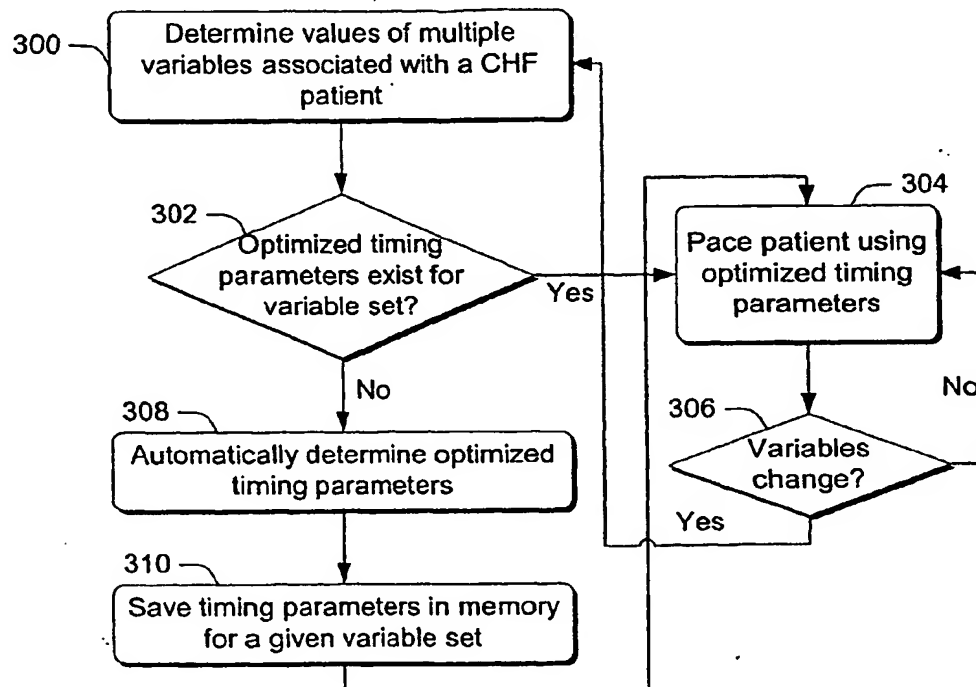 300
Determine values of multiple
variables associated with a CHF
patient
302
Optimized timing
parameters exist for
variable set?
Yes
No
304
Pace patient using
optimized timing
parameters
306
Variables
change?
No
Yes
308
Automatically determine optimized
timing parameters
310
Save timing parameters in memory
for a given variable set